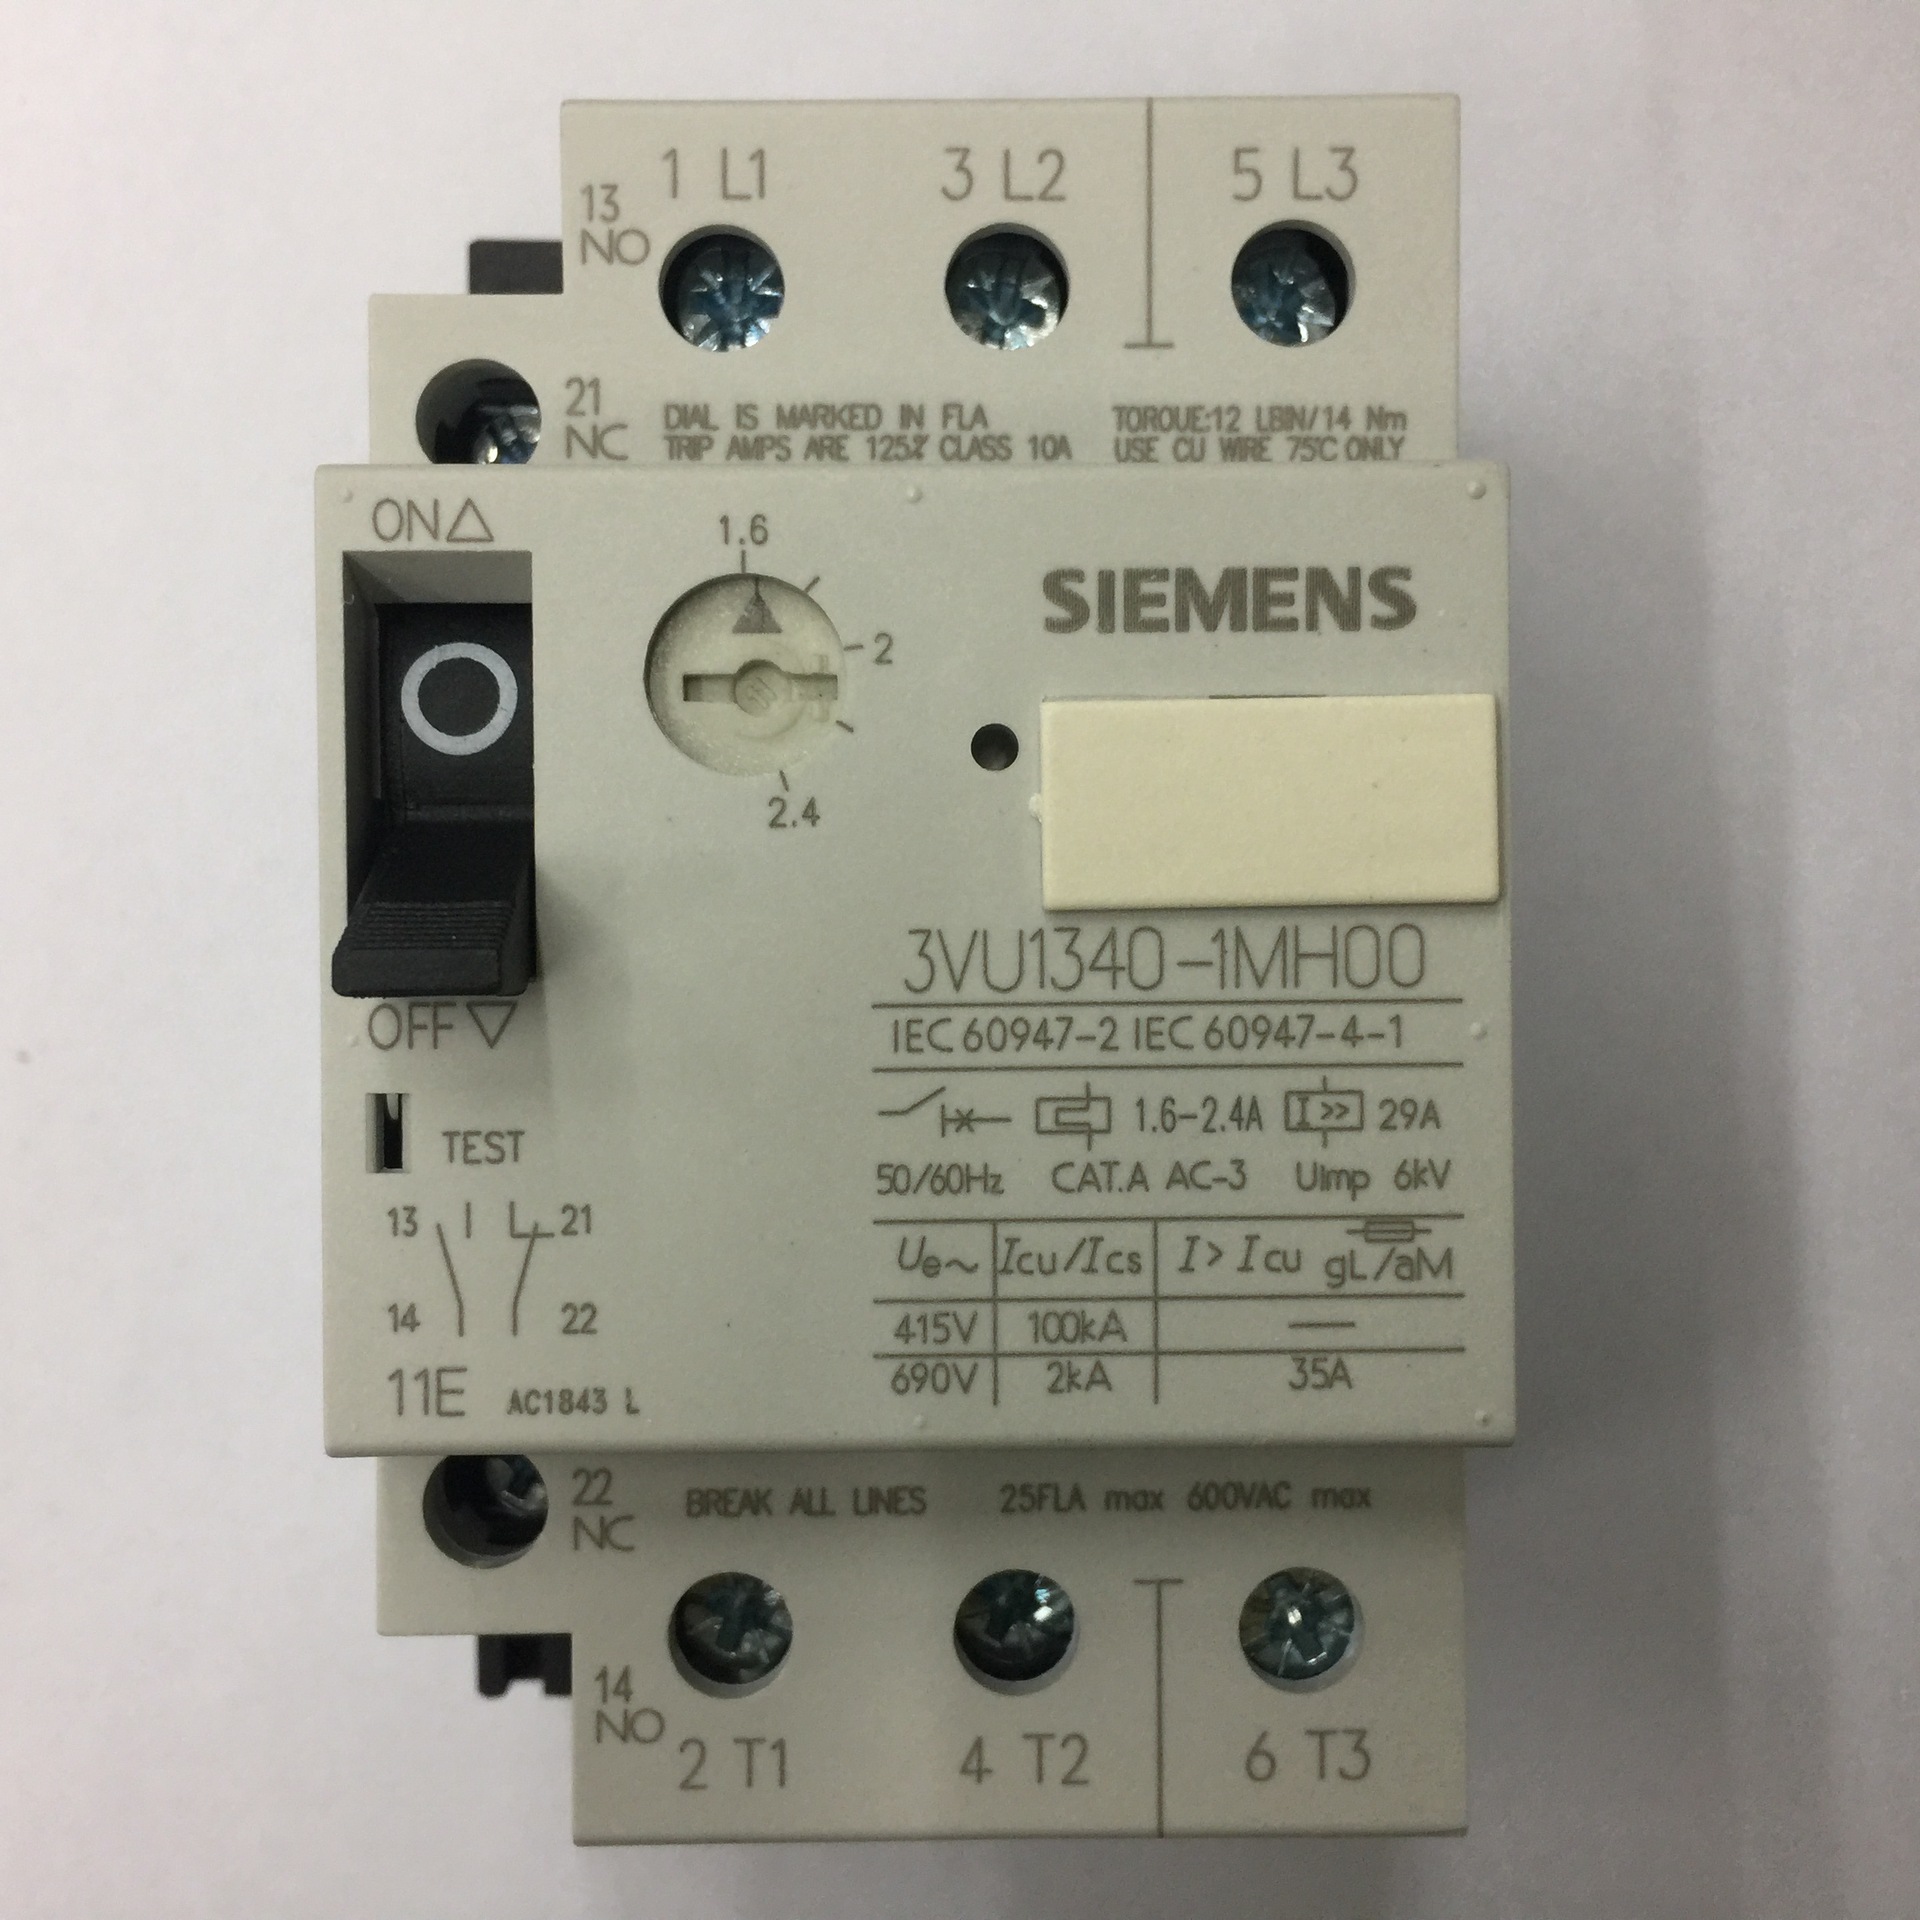 1 L1 3 L2 5 L3
13
NO
21
NC
DIAL IS MARKED IN FLA
TRIP AMPS ARE 125% CLASS 10A
TORQUE:12 LBIN/14 Nm
USE CU WIRE 75°C ONLY
ON△
1.6
2
2.4
SIEMENS
O
OFF▽
3VU1340-1MH00
IEC 60947-2 IEC 60947-4-1
1.6-2.4A I>> 29A
50/60Hz CAT.A AC-3 Uimp 6kV
Ue~ Icu/Ics I> Icu gL/aM
415V 100kA —
690V 2kA 35A
TEST
13 21
14 22
11E AC1843 L
22
NC
BREAK ALL LINES 25FLA max 600VAC max
14
NO
2 T1 4 T2 6 T3